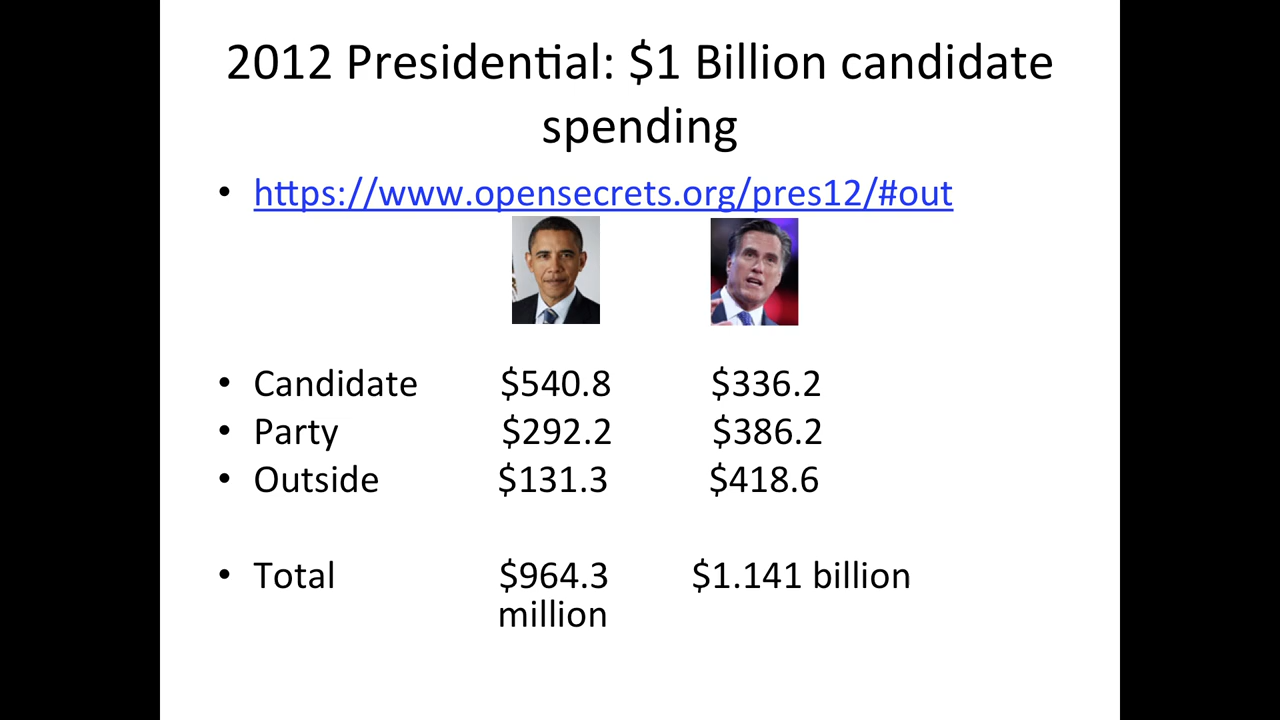 2012 Presidential: $1 Billion candidate
spending
• https://www.opensecrets.org/pres12/#out
• Candidate $540.8 $336.2
• Party $292.2 $386.2
• Outside $131.3 $418.6
• Total $964.3 $1.141 billion
million